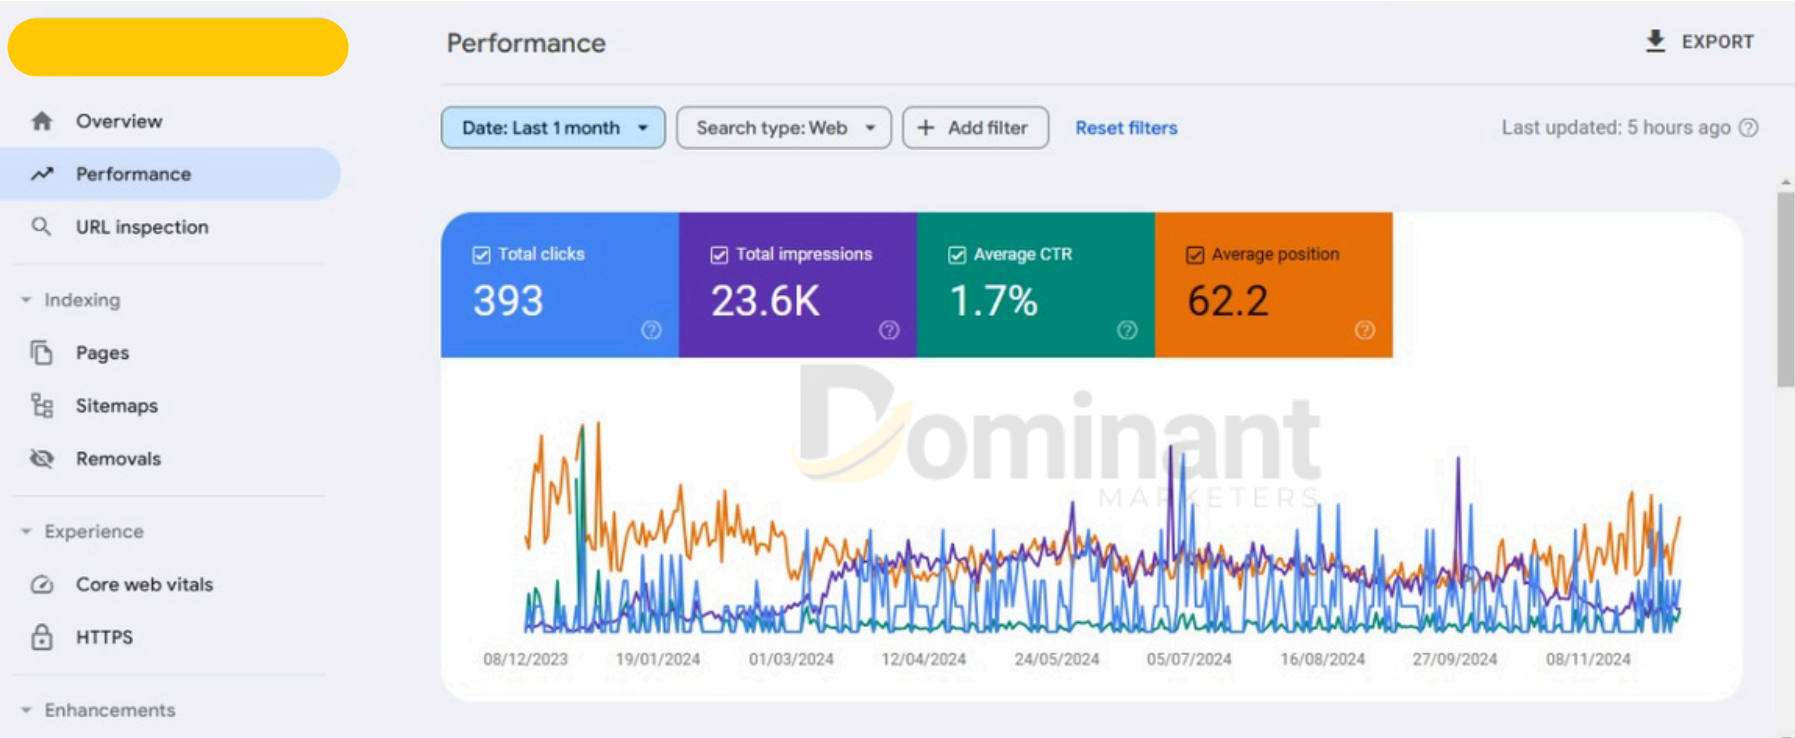 Performance
EXPORT
Overview
Performance
URL inspection
Indexing
Pages
Sitemaps
Removals
Experience
Core web vitals
HTTPS
Enhancements
Date: Last 1 month
Search type: Web
+ Add filter
Reset filters
Last updated: 5 hours ago
Total clicks
393
Total impressions
23.6K
Average CTR
1.7%
Average position
62.2
Dominant
MARKETERS
08/12/2023 19/01/2024 01/03/2024 12/04/2024 24/05/2024 05/07/2024 16/08/2024 27/09/2024 08/11/2024